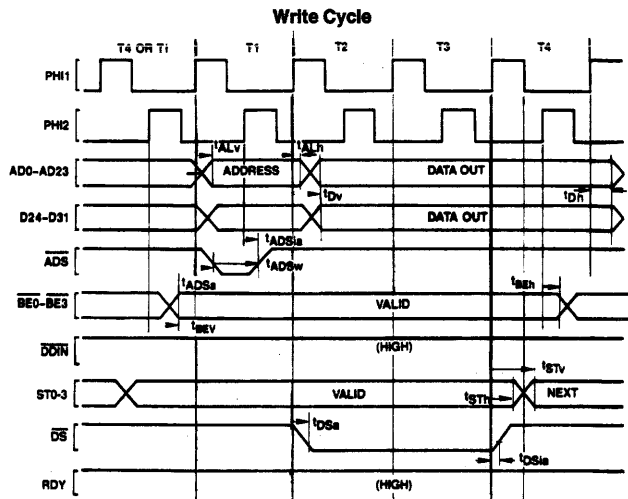 Write Cycle
T4 OR Ti T1 T2 T3 T4
PHI1
PHI2
tALv tALh
AD0-AD23 ADDRESS DATA OUT
tDv tDh
D24-D31 DATA OUT
tADSia
ADS
tADSw
tADSa tBEh
BE0-BE3 VALID
tBEV
DDIN (HIGH)
tSTv
ST0-3 VALID tSTh NEXT
DS tDSa
tDSia
RDY (HIGH)